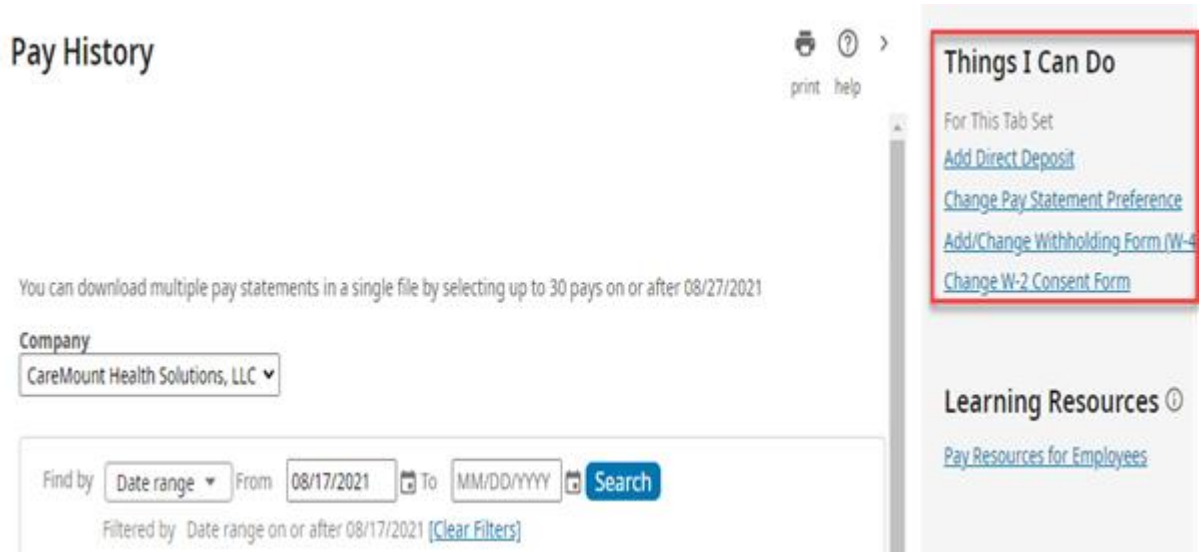 Pay History
print help
You can download multiple pay statements in a single file by selecting up to 30 pays on or after 08/27/2021
Company
CareMount Health Solutions, LLC
Find by Date range From 08/17/2021 To MM/DD/YYYY Search
Filtered by Date range on or after 08/17/2021 [Clear Filters]
Things I Can Do
For This Tab Set
Add Direct Deposit
Change Pay Statement Preference
Add/Change Withholding Form (W-4
Change W-2 Consent Form
Learning Resources
Pay Resources for Employees